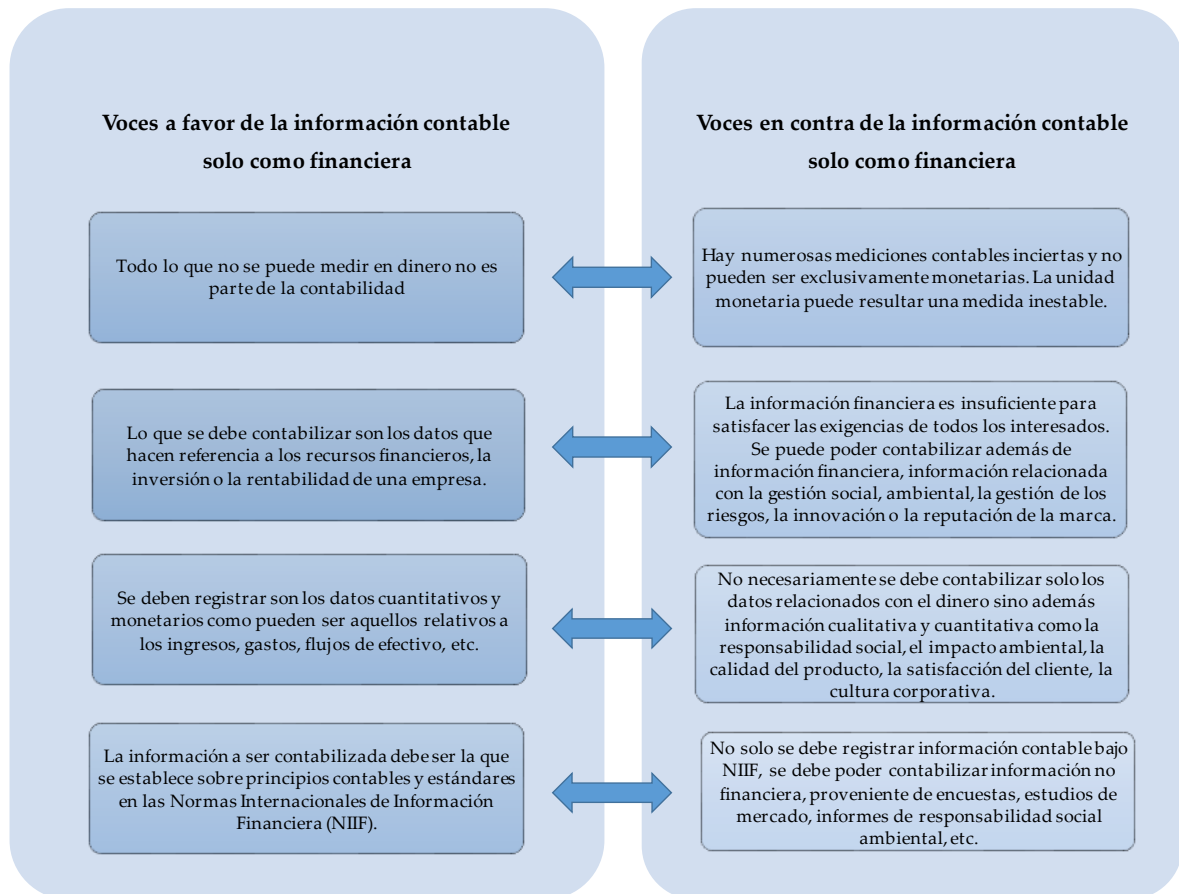 Voces a favor de la información contable
solo como financiera
Todo lo que no se puede medir en dinero no es
parte de la contabilidad
Lo que se debe contabilizar son los datos que
hacen referencia a los recursos financieros, la
inversión o la rentabilidad de una empresa.
Se deben registrar son los datos cuantitativos y
monetarios como pueden ser aquellos relativos a
los ingresos, gastos, flujos de efectivo, etc.
La información a ser contabilizada debe ser la que
se establece sobre principios contables y estándares
en las Normas Internacionales de Información
Financiera (NIIF).
Voces en contra de la información contable
solo como financiera
Hay numerosas mediciones contables inciertas y no
pueden ser exclusivamente monetarias. La unidad
monetaria puede resultar una medida inestable.
La información financiera es insuficiente para
satisfacer las exigencias de todos los interesados.
Se puede poder contabilizar además de
información financiera, información relacionada
con la gestión social, ambiental, la gestión de los
riesgos, la innovación o la reputación de la marca.
No necesariamente se debe contabilizar solo los
datos relacionados con el dinero sino además
información cualitativa y cuantitativa como la
responsabilidad social, el impacto ambiental, la
calidad del producto, la satisfacción del cliente, la
cultura corporativa.
No solo se debe registrar información contable bajo
NIIF, se debe poder contabilizar información no
financiera, proveniente de encuestas, estudios de
mercado, informes de responsabilidad social
ambiental, etc.